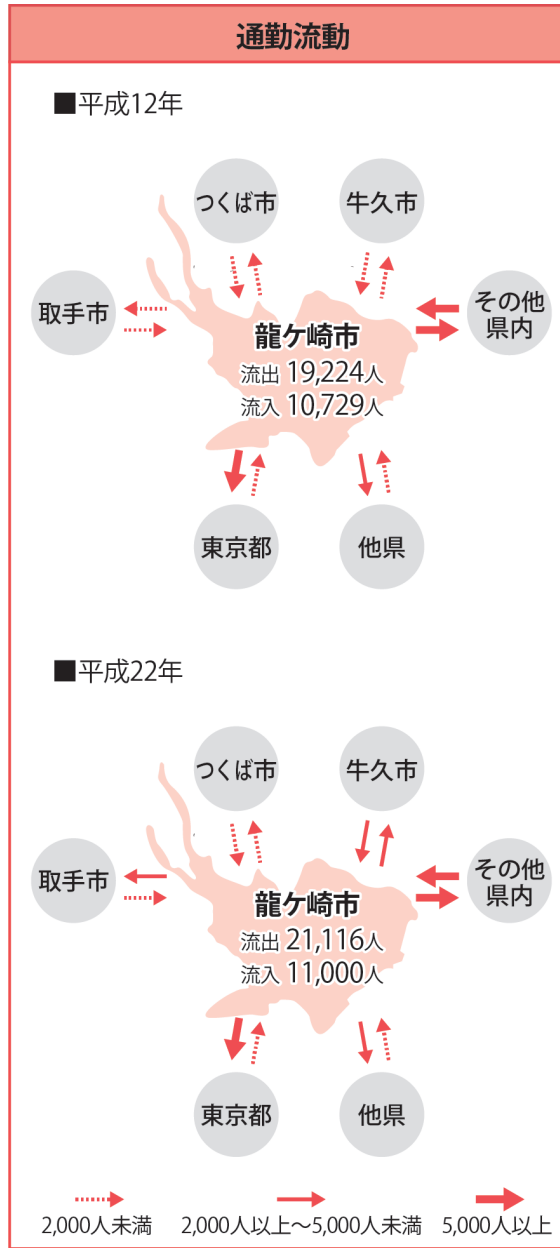 通勤流動
■平成12年
つくば市
牛久市
取手市
その他
県内
龍ケ崎市
流出 19,224人
流入 10,729人
東京都
他県
■平成22年
つくば市
牛久市
取手市
その他
県内
龍ケ崎市
流出 21,116人
流入 11,000人
東京都
他県
2,000人未満
2,000人以上～5,000人未満
5,000人以上